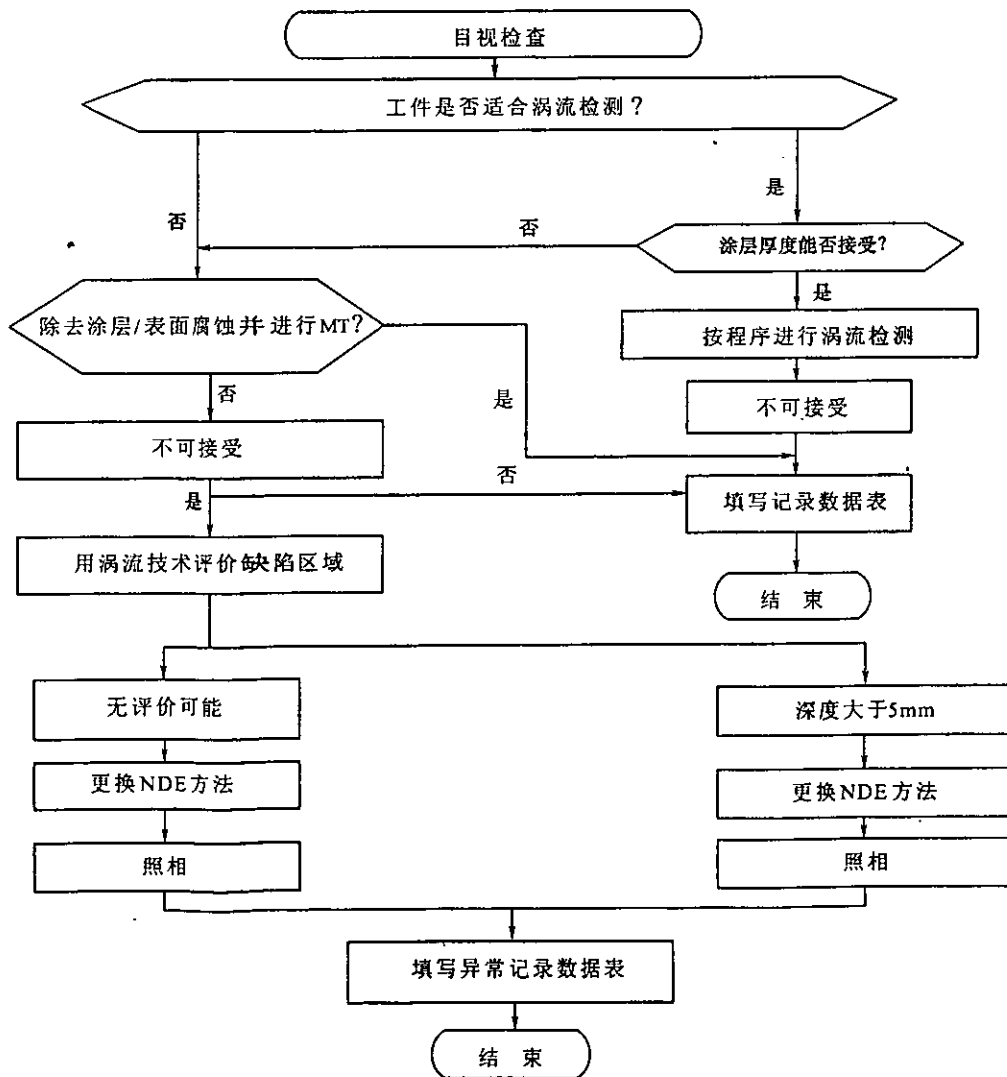 目视检查
工件是否适合涡流检测？
否
是
否
涂层厚度能否接受？
是
除去涂层/表面腐蚀并进行MT？
按程序进行涡流检测
否
是
不可接受
不可接受
否
是
填写记录数据表
用涡流技术评价缺陷区域
结 束
无评价可能
深度大于5mm
更换NDE方法
更换NDE方法
照相
照相
填写异常记录数据表
结 束